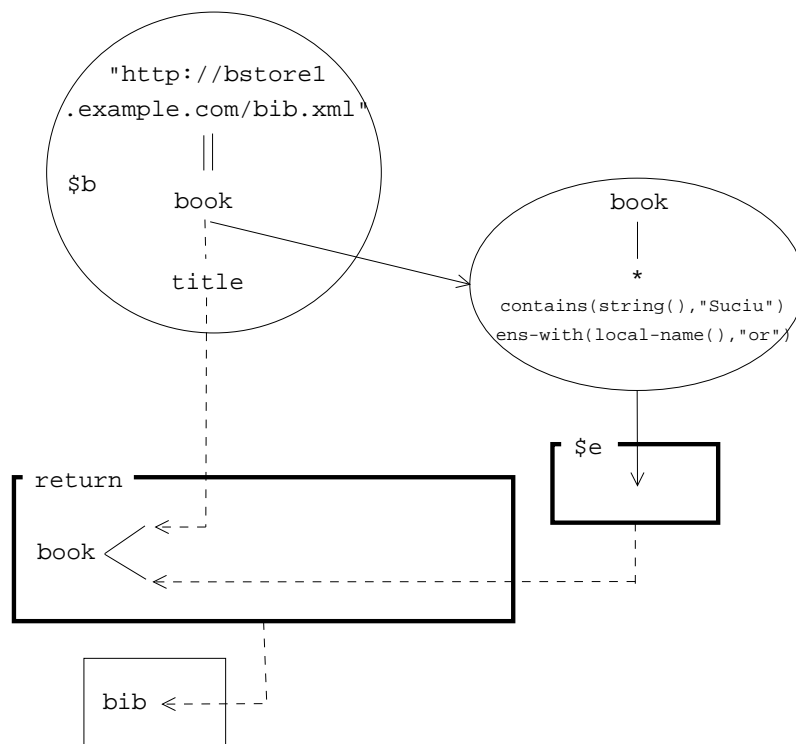 "http://bstore1
.example.com/bib.xml"
$b
book
title
book
*
contains(string(),"Suciu")
ens-with(local-name(),"or")
$e
return
book
bib